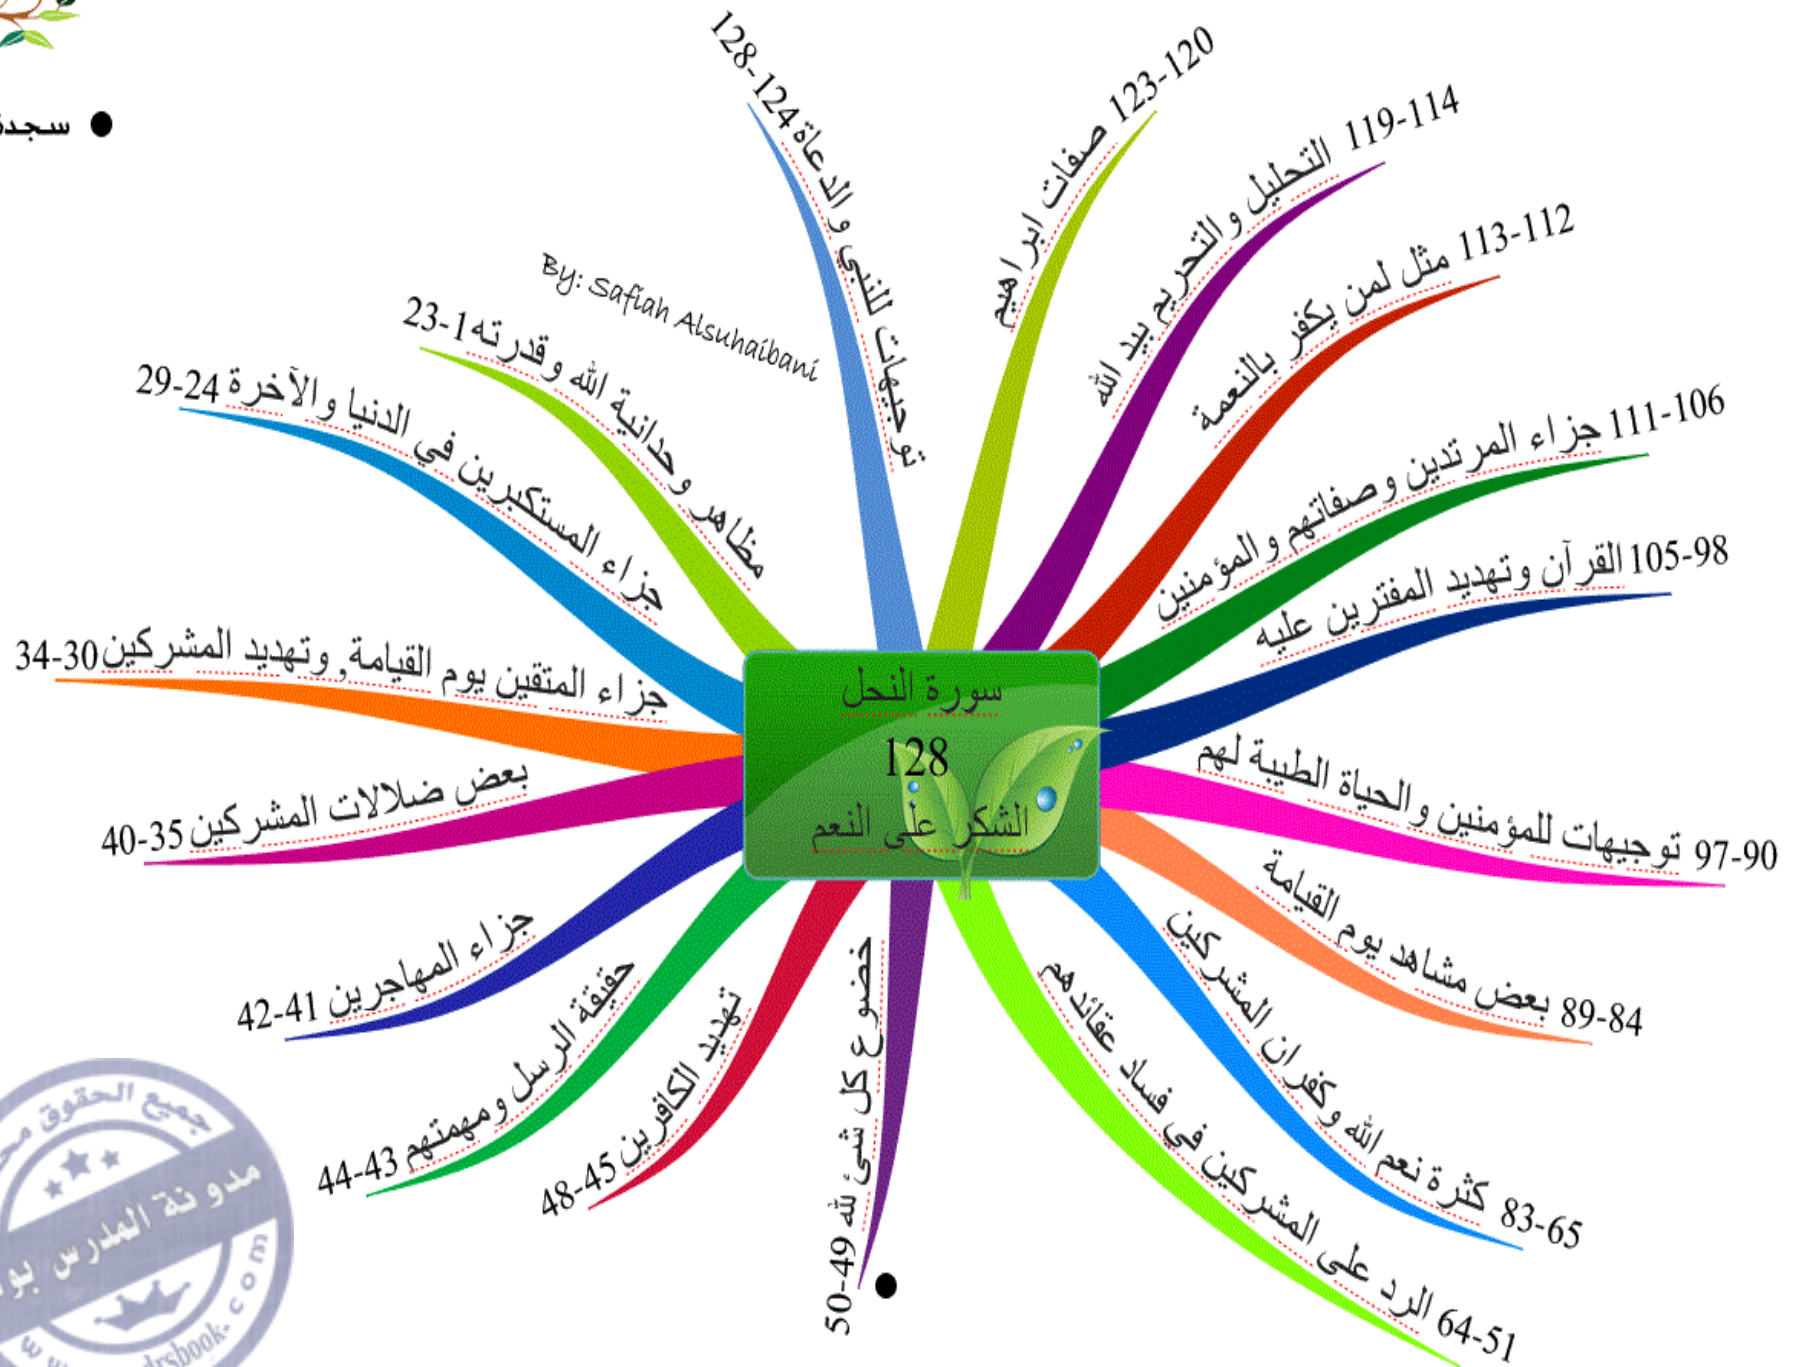 سجدة
سورة النحل
128
الشكر على النعم
By: Safiah Alsuhaibani
مظاهر وحدانية الله وقدرته 1-23
جزاء المستكبرين في الدنيا والآخرة 24-29
جزاء المتقين يوم القيامة, وتهديد المشركين 30-34
بعض ضلالات المشركين 35-40
جزاء المهاجرين 41-42
حقيقة الرسل ومهمتهم 43-44
تهديد الكافرين 45-48
خضوع كل شئ لله 49-50
51-64 الرد على المشركين في فساد عقائدهم
65-83 كثرة نعم الله وكفران المشركين
84-89 بعض مشاهد يوم القيامة
90-97 توجيهات للمؤمنين والحياة الطيبة لهم
98-105 القرآن وتهديد المفترين عليه
106-111 جزاء المرتدين وصفاتهم والمؤمنين
112-113 مثل لمن يكفر بالنعمة
114-119 التحليل والتحريم بيد الله
120-123 صفات ابراهيم
توجيهات للنبي والدعاة 124-128
جميع الحقوق
مدونة المدرس